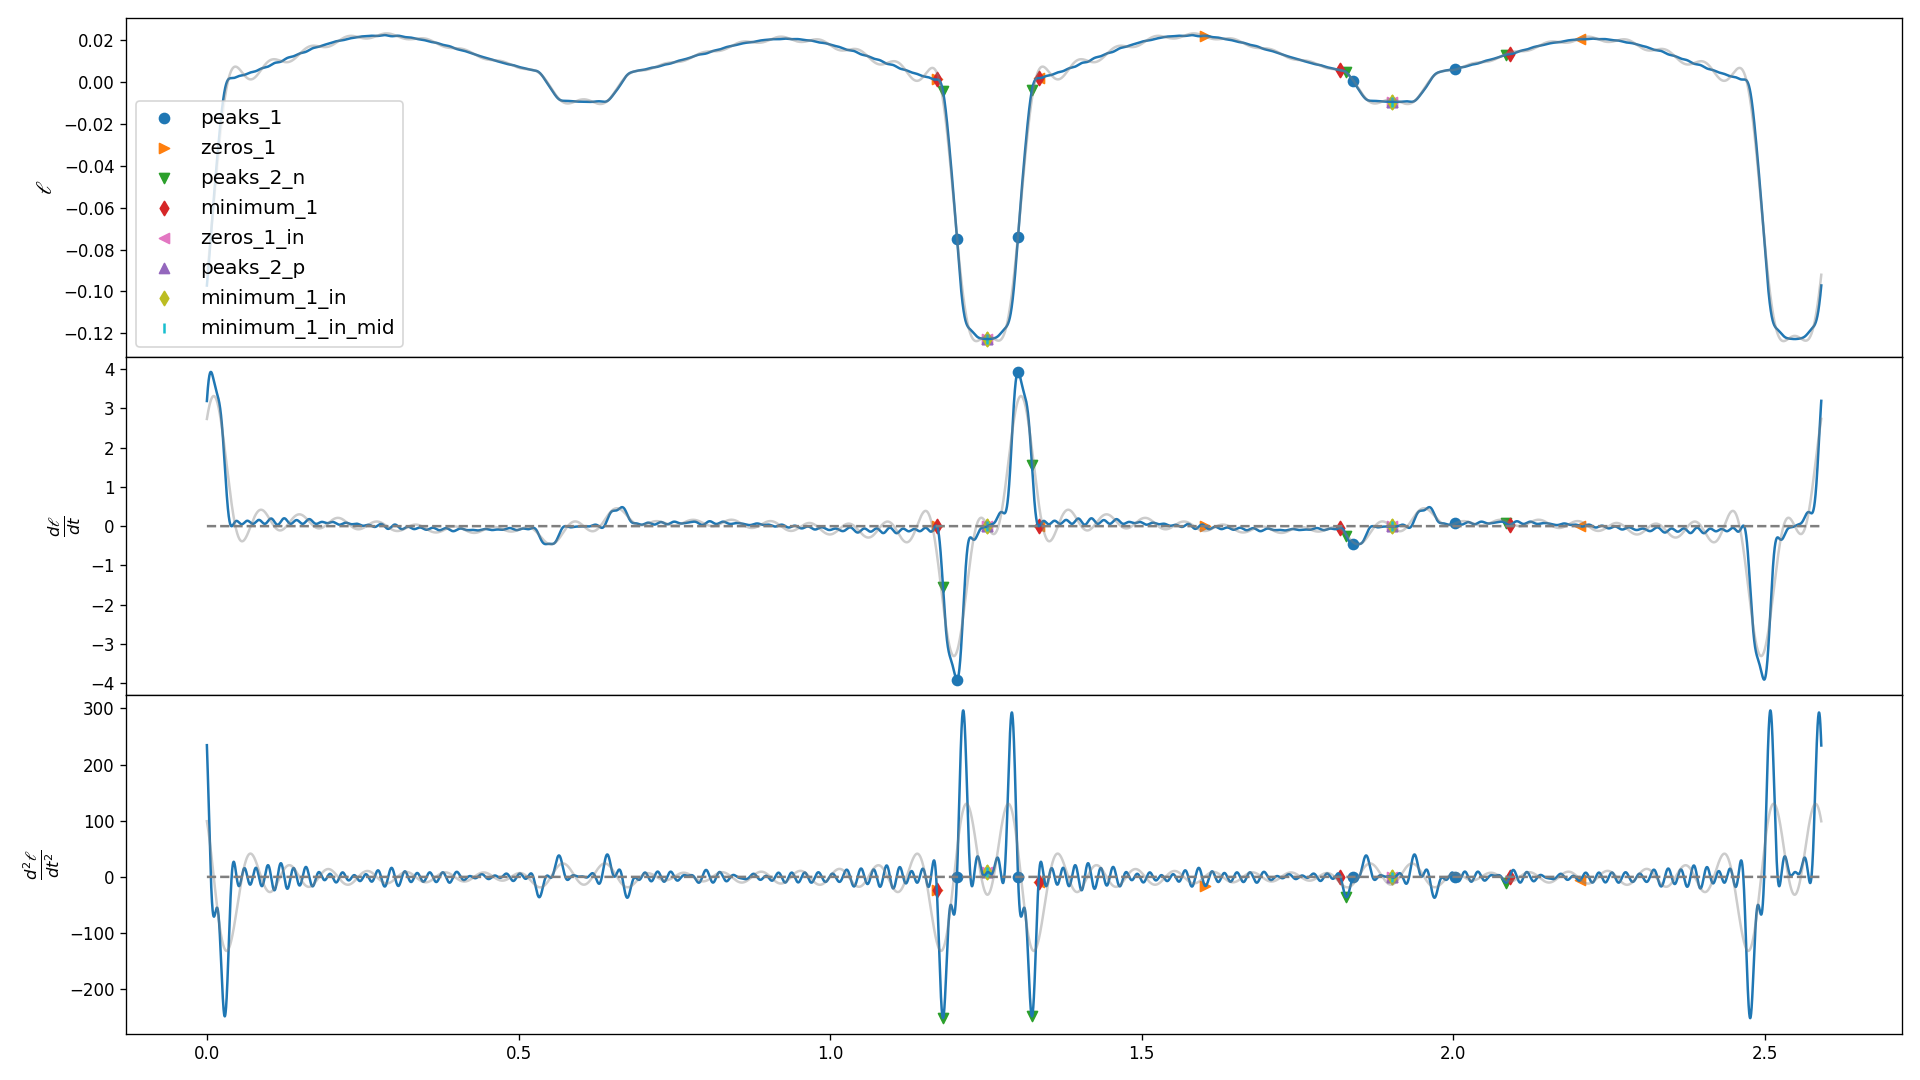 0.02
0.00
−0.02
−0.04
−0.06
−0.08
−0.10
−0.12
ℓ
peaks_1
zeros_1
peaks_2_n
minimum_1
zeros_1_in
peaks_2_p
minimum_1_in
minimum_1_in_mid
4
3
2
1
0
−1
−2
−3
−4
dℓ
dt
300
200
100
0
−100
−200
d²ℓ
dt²
0.0 0.5 1.0 1.5 2.0 2.5